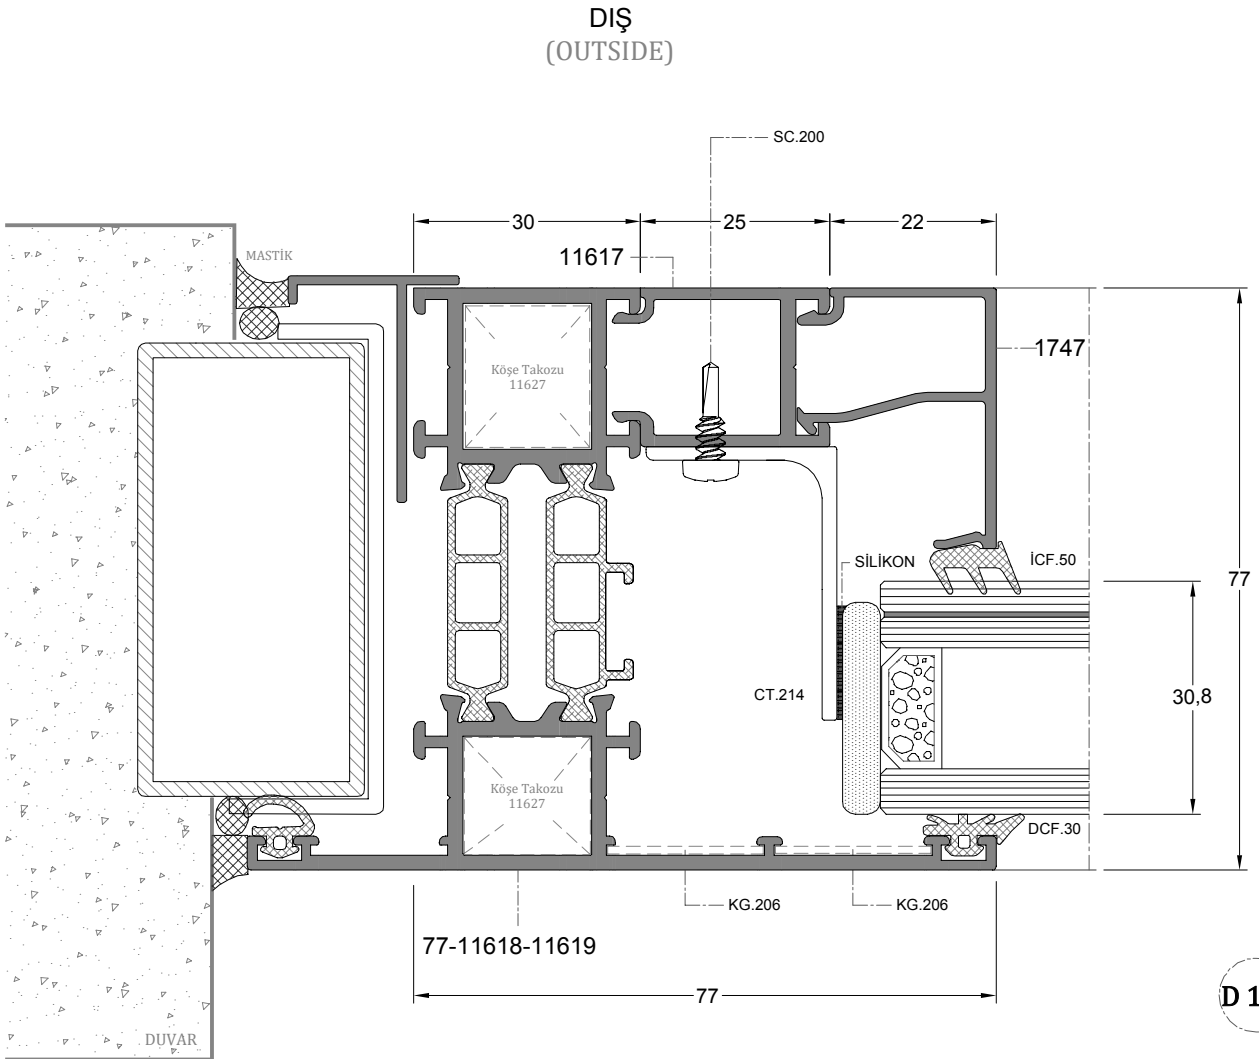 DIŞ
(OUTSIDE)
SC.200
30
25
22
MASTİK
11617
1747
Köşe Takozu
11627
SİLİKON
İCF.50
77
CT.214
30,8
Köşe Takozu
11627
DCF.30
KG.206
KG.206
77-11618-11619
77
D 1
DUVAR